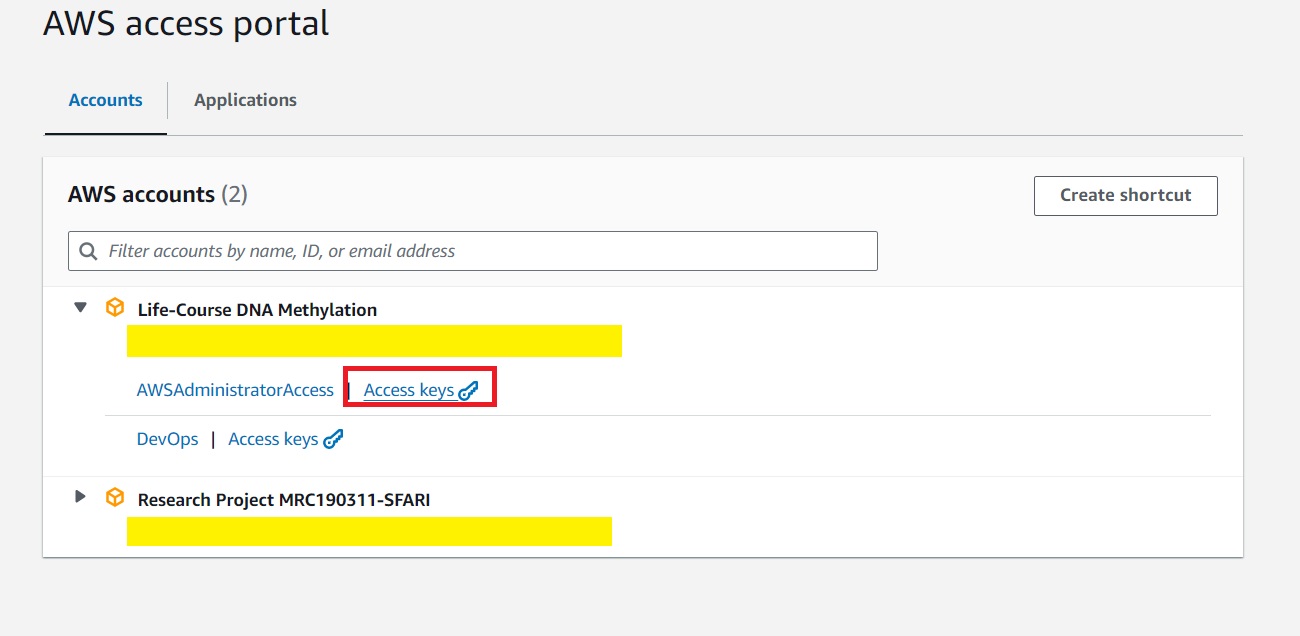 AWS access portal
Accounts
Applications
AWS accounts (2)
Create shortcut
Filter accounts by name, ID, or email address
Life-Course DNA Methylation
AWSAdministratorAccess | Access keys
DevOps | Access keys
Research Project MRC190311-SFARI